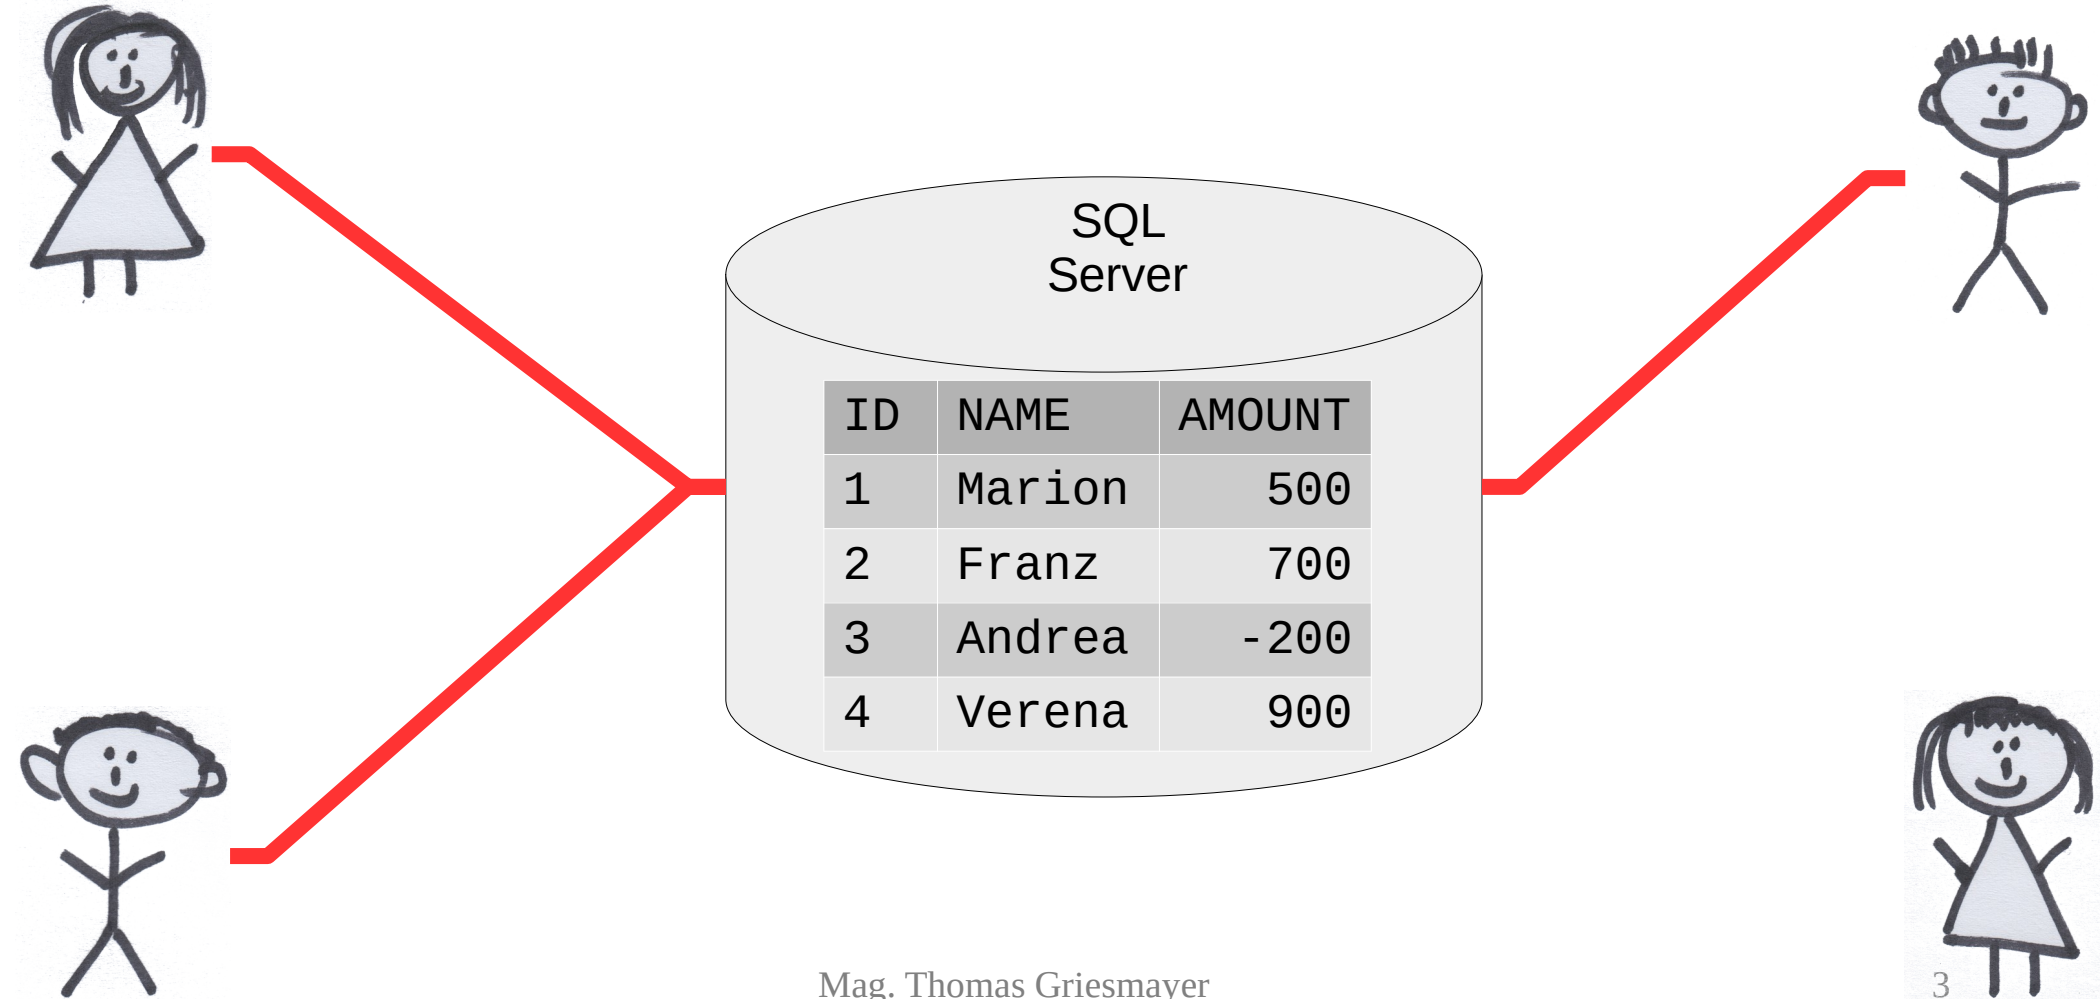 SQL
Server
ID NAME AMOUNT
1 Marion 500
2 Franz 700
3 Andrea -200
4 Verena 900
Mag. Thomas Griesmayer
3